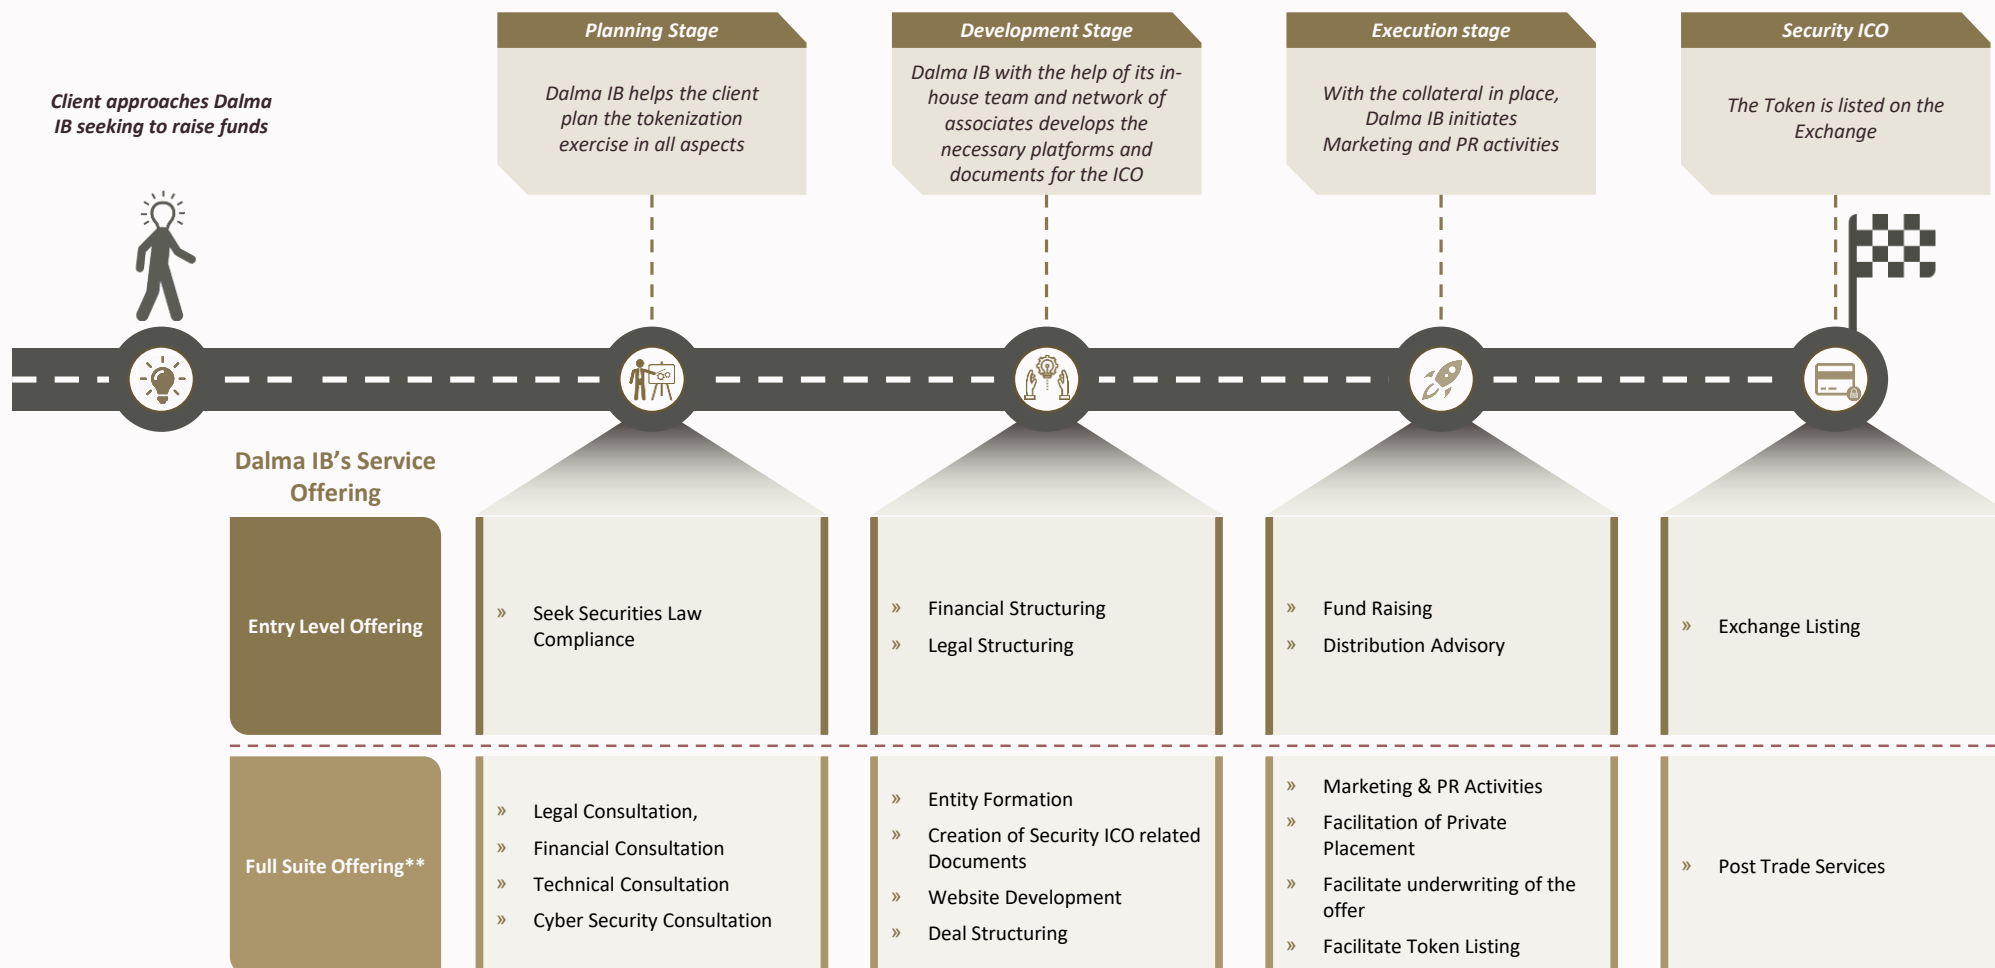 Planning Stage
Dalma IB helps the client
plan the tokenization
exercise in all aspects
Development Stage
Dalma IB with the help of its in-
house team and network of
associates develops the
necessary platforms and
documents for the ICO
Execution stage
With the collateral in place,
Dalma IB initiates
Marketing and PR activities
Security ICO
The Token is listed on the
Exchange
Client approaches Dalma
IB seeking to raise funds
Dalma IB’s Service
Offering
Entry Level Offering
» Seek Securities Law
Compliance
» Financial Structuring
» Legal Structuring
» Fund Raising
» Distribution Advisory
» Exchange Listing
Full Suite Offering**
» Legal Consultation,
» Financial Consultation
» Technical Consultation
» Cyber Security Consultation
» Entity Formation
» Creation of Security ICO related
Documents
» Website Development
» Deal Structuring
» Marketing & PR Activities
» Facilitation of Private
Placement
» Facilitate underwriting of the
offer
» Facilitate Token Listing
» Post Trade Services